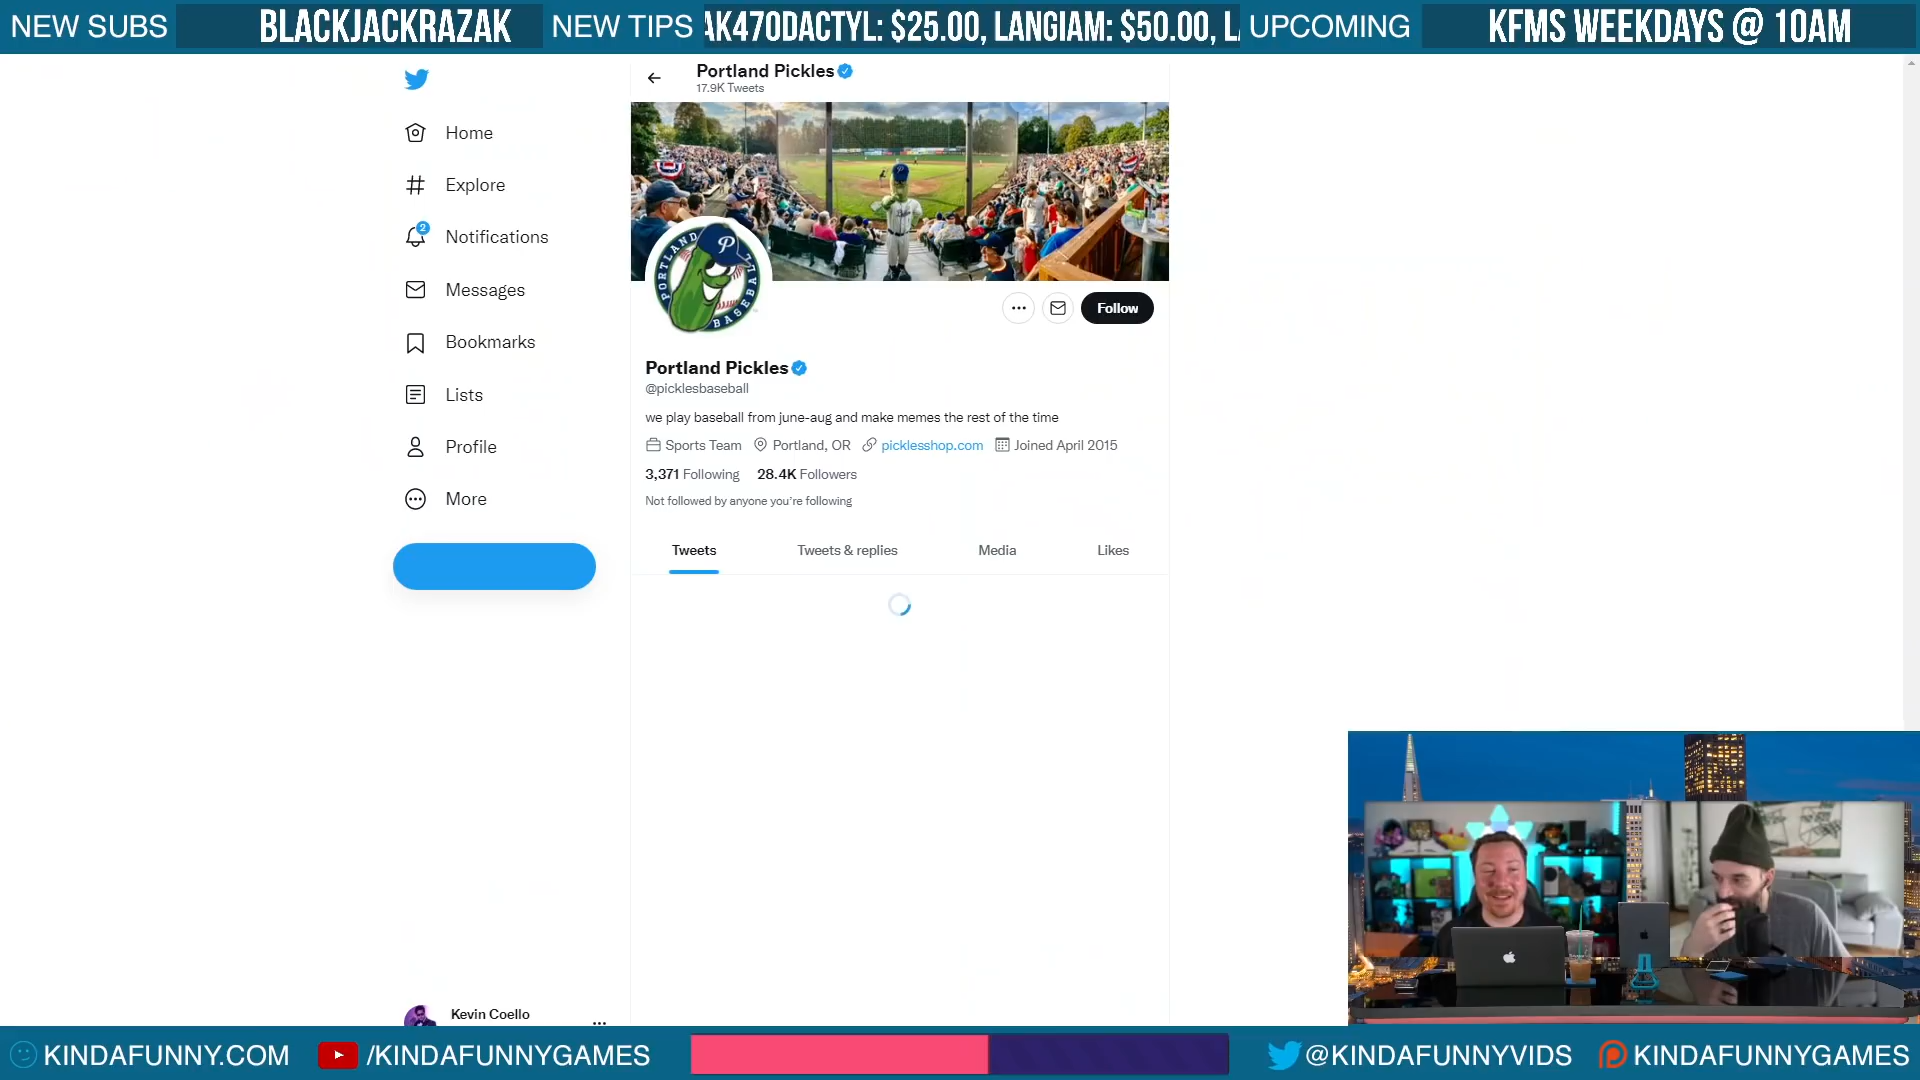 NEW SUBS
BLACKJACKRAZAK
NEW TIPS
AK470DACTYL: $25.00, LANGIAM: $50.00, L
UPCOMING
KFMS WEEKDAYS @ 10AM
Portland Pickles
17.9K Tweets
Home
Explore
2
Notifications
Messages
Bookmarks
Lists
Profile
More
PORTLAND
P
BASEBALL
Follow
Portland Pickles
@picklesbaseball
we play baseball from june-aug and make memes the rest of the time
Sports Team Portland, OR picklesshop.com Joined April 2015
3,371 Following 28.4K Followers
Not followed by anyone you're following
Tweets Tweets & replies Media Likes
Kevin Coello
KINDAFUNNY.COM
/KINDAFUNNYGAMES
@KINDAFUNNYVIDS
KINDAFUNNYGAMES